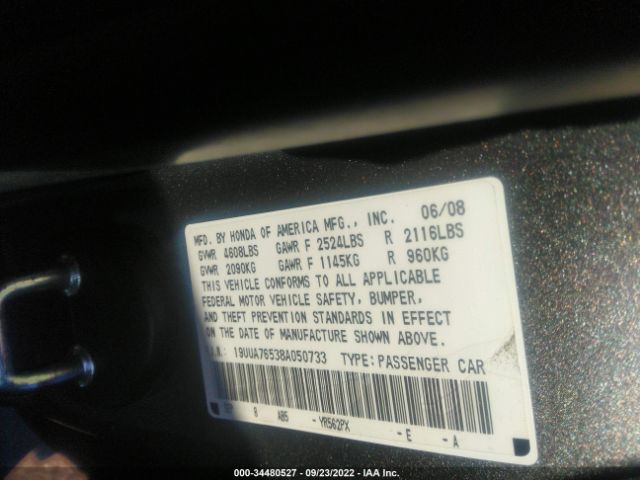 MFD. BY HONDA OF AMERICA MFG., INC. 06/08
GVWR 4608LBS GAWR F 2524LBS R 2116LBS
GVWR 2090KG GAWR F 1145KG R 960KG
THIS VEHICLE CONFORMS TO ALL APPLICABLE
FEDERAL MOTOR VEHICLE SAFETY, BUMPER,
AND THEFT PREVENTION STANDARDS IN EFFECT
ON THE DATE OF MANUFACTURE SHOWN ABOVE.
V.I.N.: 19UUA76538A050733 TYPE:PASSENGER CAR
8 AB5 - YR562PX - E - A
000-34480527 - 09/23/2022 - IAA Inc.